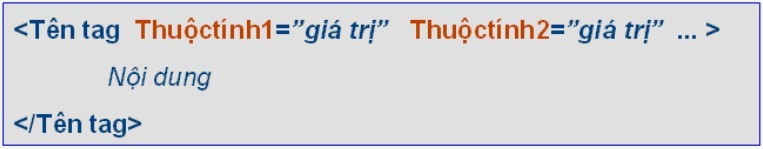 <Tên tag Thuộctính1=”giá trị” Thuộctính2=”giá trị” ... >
Nội dung
</Tên tag>